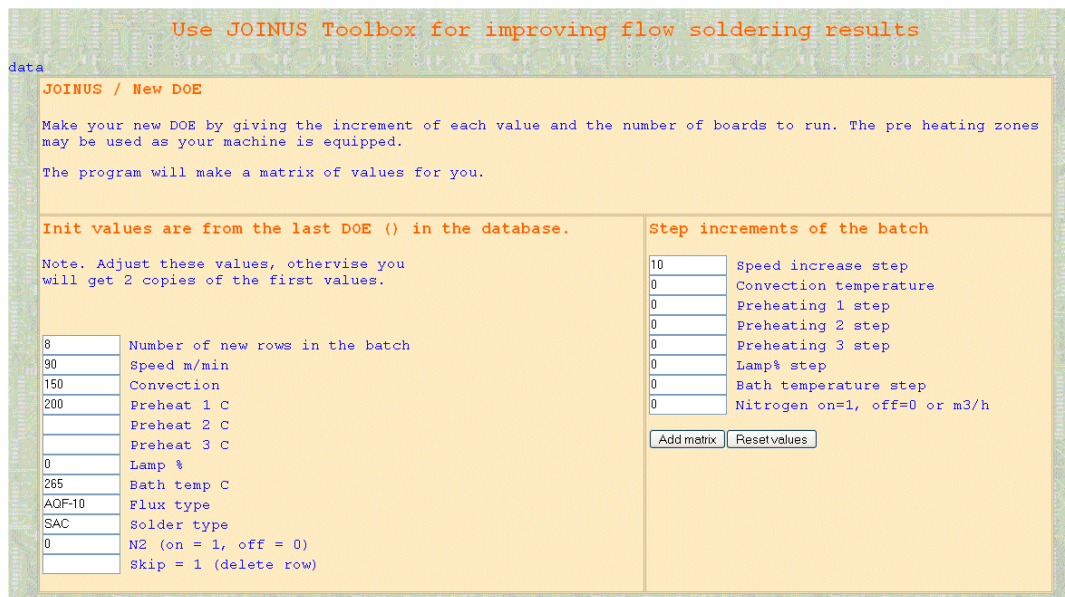 Use JOINUS Toolbox for improving flow soldering results
data
JOINUS / New DOE
Make your new DOE by giving the increment of each value and the number of boards to run. The pre heating zones
may be used as your machine is equipped.
The program will make a matrix of values for you.
Init values are from the last DOE () in the database.
Note. Adjust these values, othervise you
will get 2 copies of the first values.
8 Number of new rows in the batch
90 Speed m/min
150 Convection
200 Preheat 1 C
Preheat 2 C
Preheat 3 C
0 Lamp %
265 Bath temp C
AQF-10 Flux type
SAC Solder type
0 N2 (on = 1, off = 0)
Skip = 1 (delete row)
Step increments of the batch
10 Speed increase step
0 Convection temperature
0 Preheating 1 step
0 Preheating 2 step
0 Preheating 3 step
0 Lamp% step
0 Bath temperature step
0 Nitrogen on=1, off=0 or m3/h
Add matrix Reset values